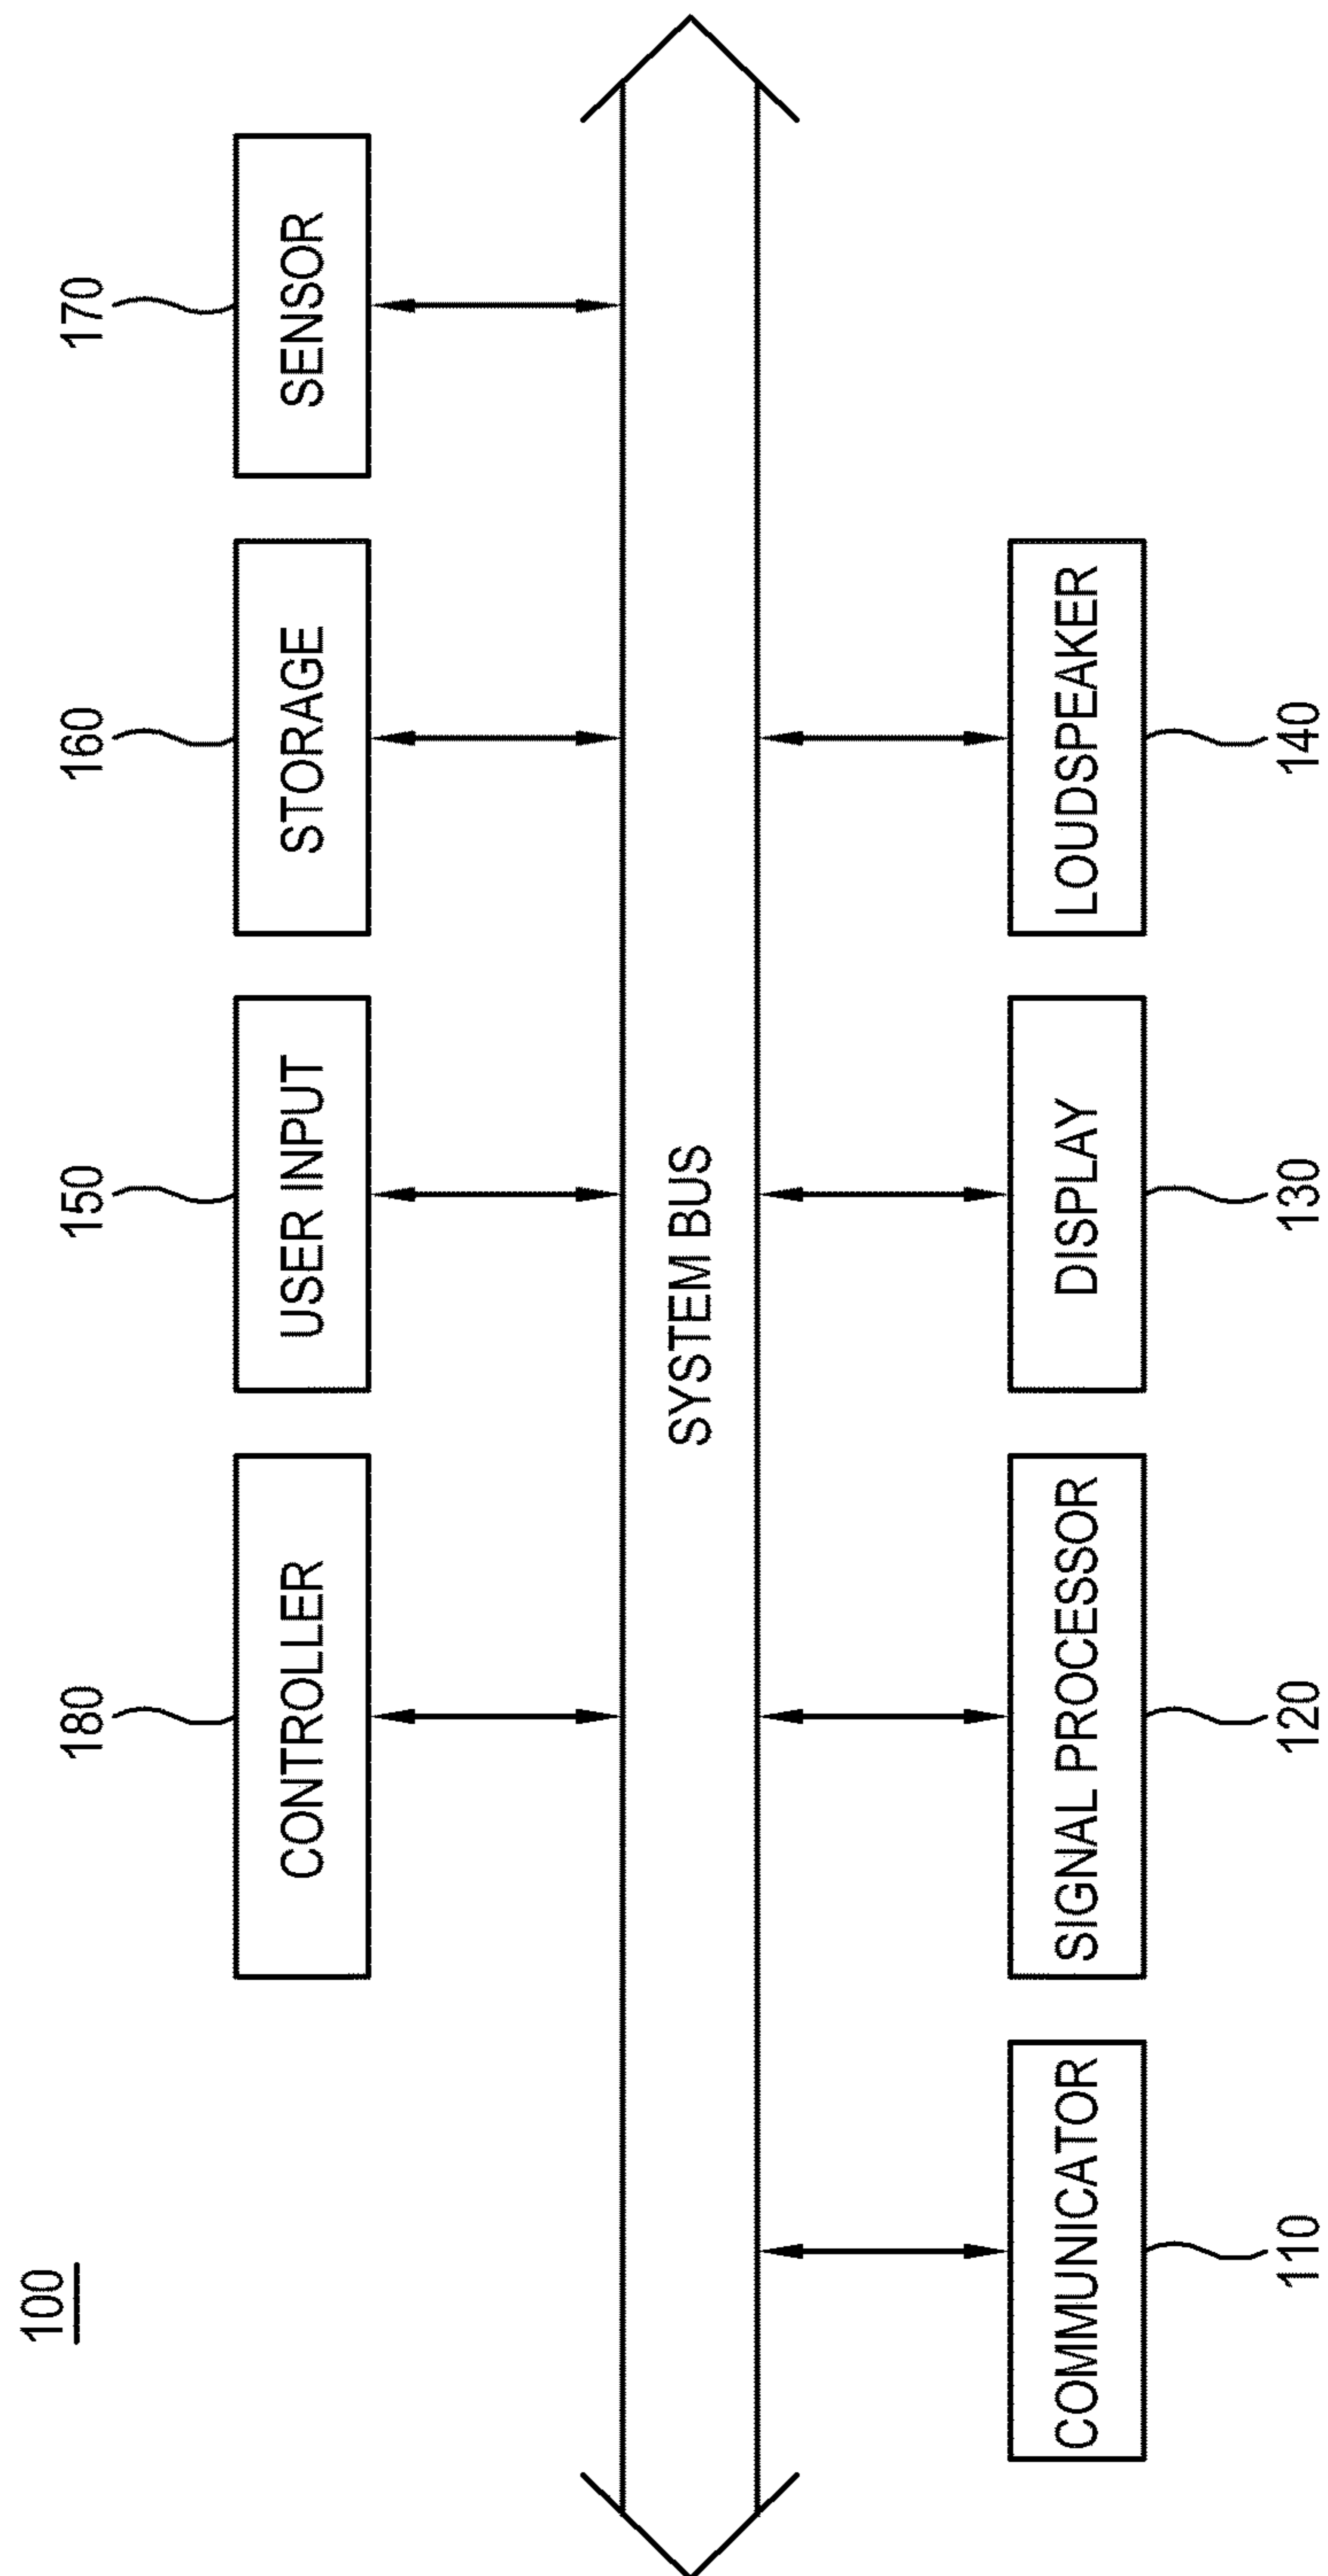 100
180
150
160
170
CONTROLLER
USER INPUT
STORAGE
SENSOR
SYSTEM BUS
COMMUNICATOR
SIGNAL PROCESSOR
DISPLAY
LOUDSPEAKER
110
120
130
140